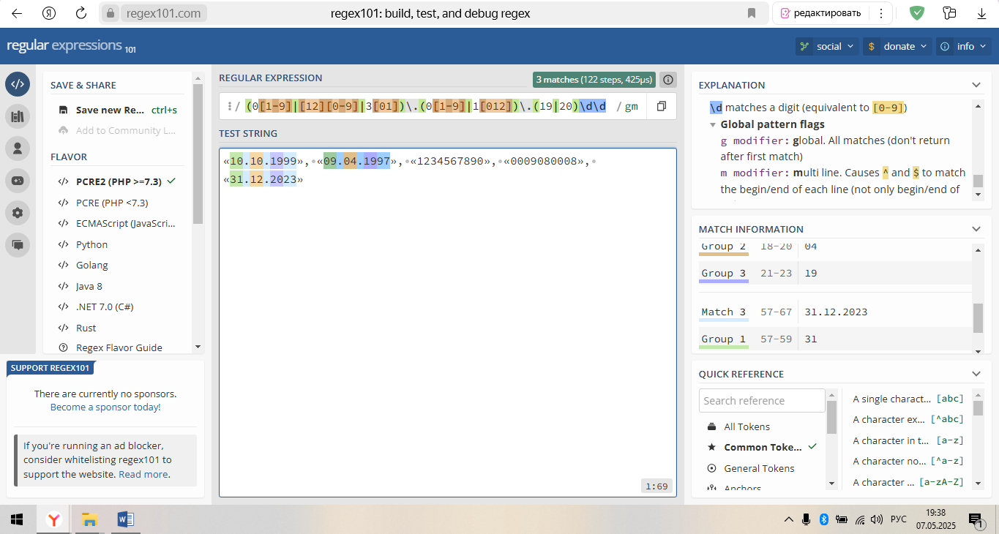 regex101.com
regex101: build, test, and debug regex
редактировать
regular expressions 101
social
$ donate
info
SAVE & SHARE
Save new Re... ctrl+s
Add to Community L...
FLAVOR
</> PCRE2 (PHP >=7.3)
</> PCRE (PHP <7.3)
</> ECMAScript (JavaScri...
</> Python
</> Golang
</> Java 8
</> .NET 7.0 (C#)
</> Rust
Regex Flavor Guide
SUPPORT REGEX101
There are currently no sponsors.
Become a sponsor today!
If you're running an ad blocker,
consider whitelisting regex101 to
support the website. Read more.
REGULAR EXPRESSION
3 matches (122 steps, 425µs)
/ (0[1-9]|[12][0-9]|3[01])\.(0[1-9]|1[012])\.(19|20)\d\d / gm
TEST STRING
«10.10.1999», «09.04.1997», «1234567890», «0009080008»,
«31.12.2023»
1:69
EXPLANATION
\d matches a digit (equivalent to [0-9])
Global pattern flags
g modifier: global. All matches (don't return
after first match)
m modifier: multi line. Causes ^ and $ to match
the begin/end of each line (not only begin/end of
MATCH INFORMATION
Group 2 18-20 04
Group 3 21-23 19
Match 3 57-67 31.12.2023
Group 1 57-59 31
QUICK REFERENCE
Search reference
All Tokens
Common Toke...
General Tokens
Anchors
A single charact... [abc]
A character ex... [^abc]
A character in t... [a-z]
A character no... [^a-z]
A character ... [a-zA-Z]
РУС
19:38
07.05.2025
1